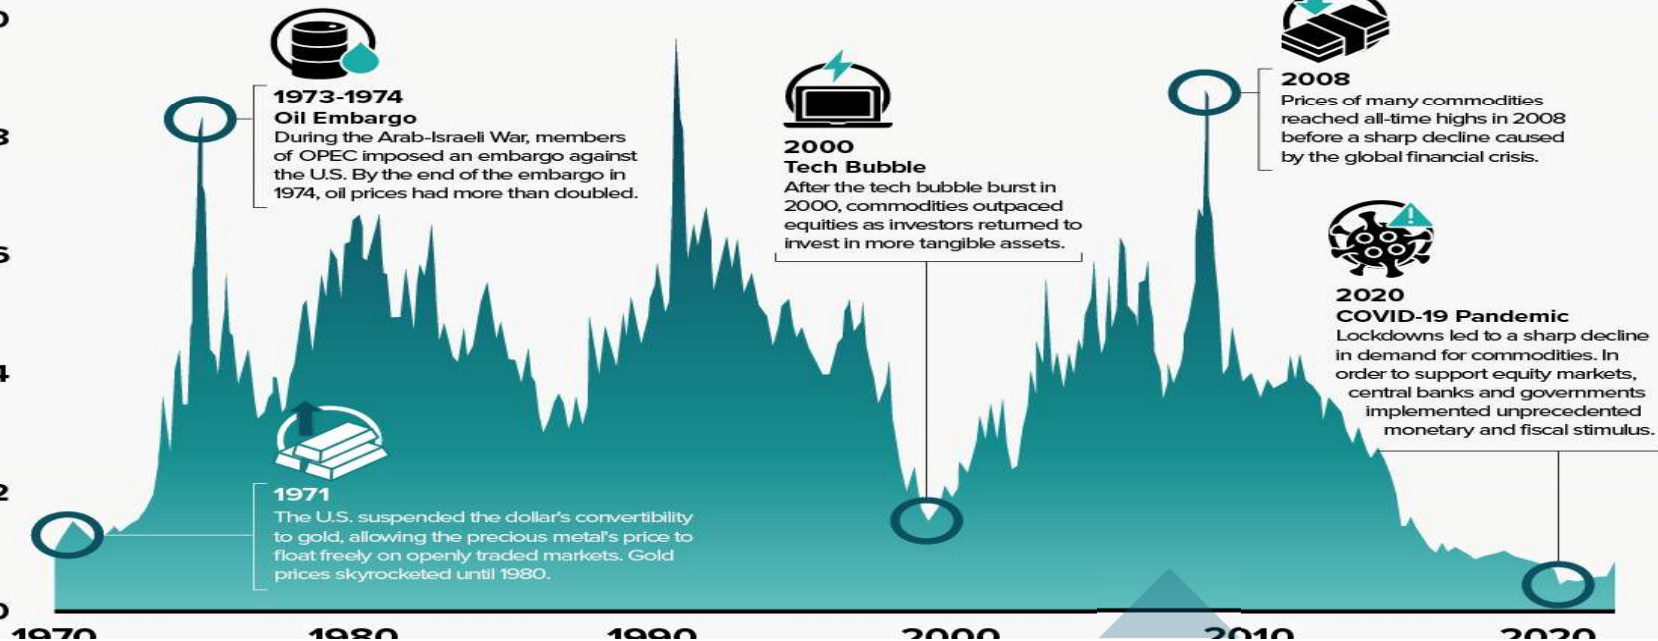 1973-1974
Oil Embargo
During the Arab-Israeli War, members
of OPEC imposed an embargo against
the U.S. By the end of the embargo in
1974, oil prices had more than doubled.
2000
Tech Bubble
After the tech bubble burst in
2000, commodities outpaced
equities as investors returned to
invest in more tangible assets.
2008
Prices of many commodities
reached all-time highs in 2008
before a sharp decline caused
by the global financial crisis.
2020
COVID-19 Pandemic
Lockdowns led to a sharp decline
in demand for commodities. In
order to support equity markets,
central banks and governments
implemented unprecedented
monetary and fiscal stimulus.
1971
The U.S. suspended the dollar's convertibility
to gold, allowing the precious metal's price to
float freely on openly traded markets. Gold
prices skyrocketed until 1980.
1970 1980 1990 2000 2010 2020